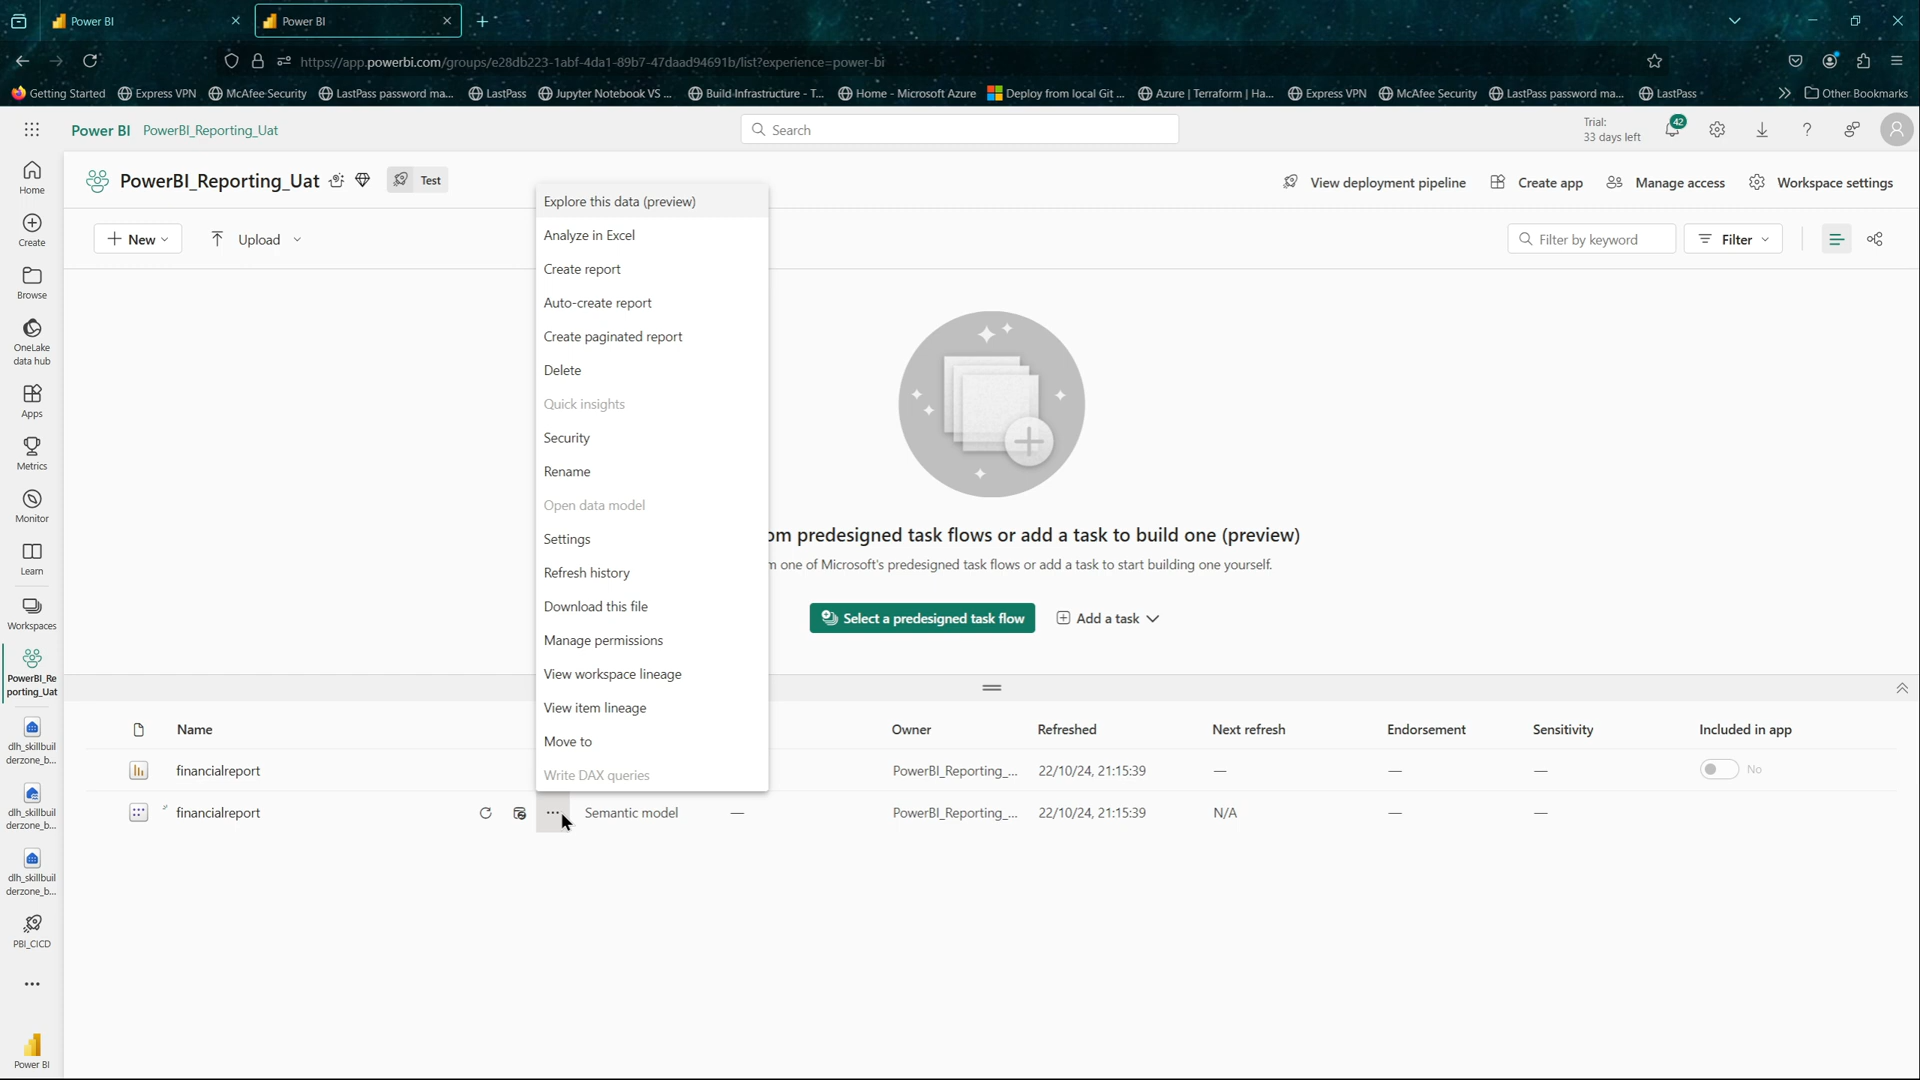 Power BI
Power BI
https://app.powerbi.com/groups/e28db223-1abf-4da1-89b7-47daad94691b/list?experience=power-bi
Getting Started
Express VPN
McAfee Security
LastPass password ma...
LastPass
Jupyter Notebook VS ...
Build-Infrastructure - T...
Home - Microsoft Azure
Deploy from local Git ...
Azure | Terraform | Ha...
Express VPN
McAfee Security
LastPass password ma...
LastPass
Other Bookmarks
Power BI PowerBI_Reporting_Uat
Search
Trial:
33 days left
42
Home
Create
Browse
OneLake
data hub
Apps
Metrics
Monitor
Learn
Workspaces
PowerBI_Re
porting_Uat
dlh_skillbuil
derzone_b...
dlh_skillbuil
derzone_b...
dlh_skillbuil
derzone_b...
PBI_CICD
Power BI
PowerBI_Reporting_Uat
Test
View deployment pipeline
Create app
Manage access
Workspace settings
New
Upload
Filter by keyword
Filter
Explore this data (preview)
Analyze in Excel
Create report
Auto-create report
Create paginated report
Delete
Quick insights
Security
Rename
Open data model
Settings
Refresh history
Download this file
Manage permissions
View workspace lineage
View item lineage
Move to
Write DAX queries
om predesigned task flows or add a task to build one (preview)
m one of Microsoft's predesigned task flows or add a task to start building one yourself.
Select a predesigned task flow
Add a task
Name Owner Refreshed Next refresh Endorsement Sensitivity Included in app
financialreport PowerBI_Reporting_... 22/10/24, 21:15:39 — — — No
financialreport Semantic model — PowerBI_Reporting_... 22/10/24, 21:15:39 N/A — —